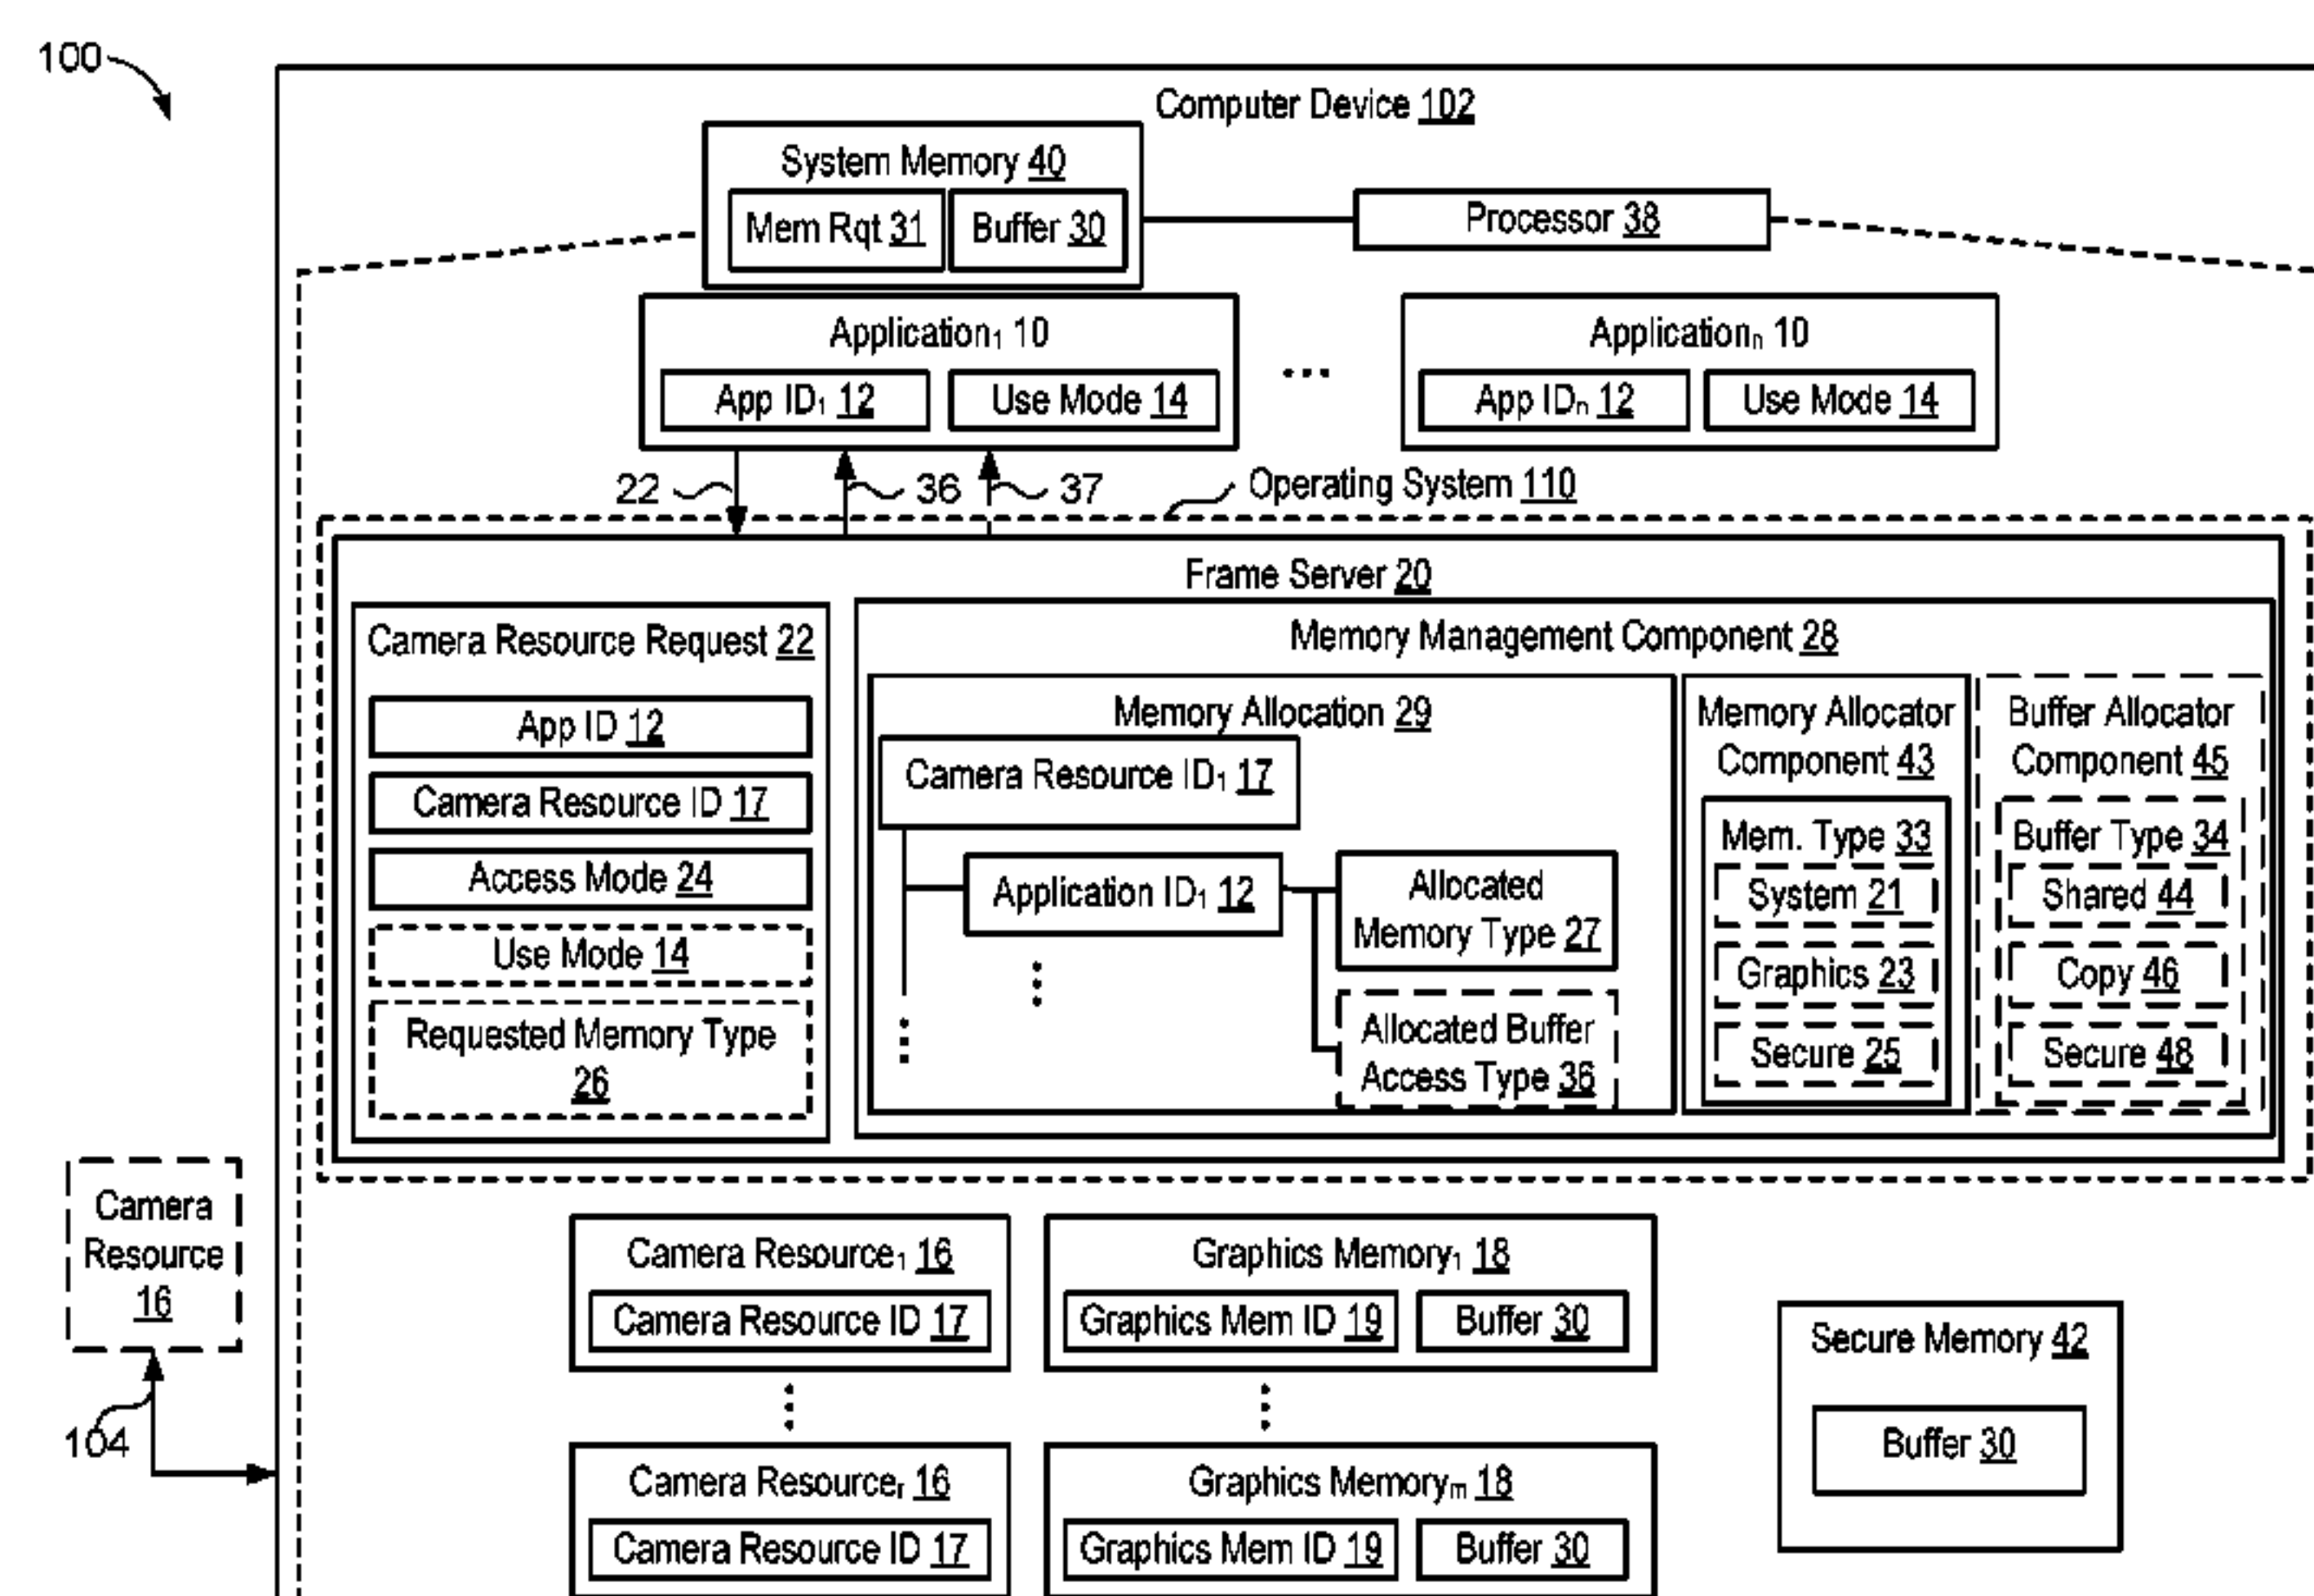 100
Computer Device 102
System Memory 40
Mem Rqt 31
Buffer 30
Processor 38
Application₁ 10
App ID₁ 12
Use Mode 14
...
Applicationₙ 10
App IDₙ 12
Use Mode 14
22
36
37
Operating System 110
Frame Server 20
Camera Resource Request 22
App ID 12
Camera Resource ID 17
Access Mode 24
Use Mode 14
Requested Memory Type
26
Memory Management Component 28
Memory Allocation 29
Camera Resource ID₁ 17
Application ID₁ 12
Allocated
Memory Type 27
Allocated Buffer
Access Type 36
Memory Allocator
Component 43
Mem. Type 33
System 21
Graphics 23
Secure 25
Buffer Allocator
Component 45
Buffer Type 34
Shared 44
Copy 46
Secure 48
Camera
Resource
16
104
Camera Resource₁ 16
Camera Resource ID 17
Graphics Memory₁ 18
Graphics Mem ID 19
Buffer 30
Camera Resourceᵣ 16
Camera Resource ID 17
Graphics Memoryₘ 18
Graphics Mem ID 19
Buffer 30
Secure Memory 42
Buffer 30